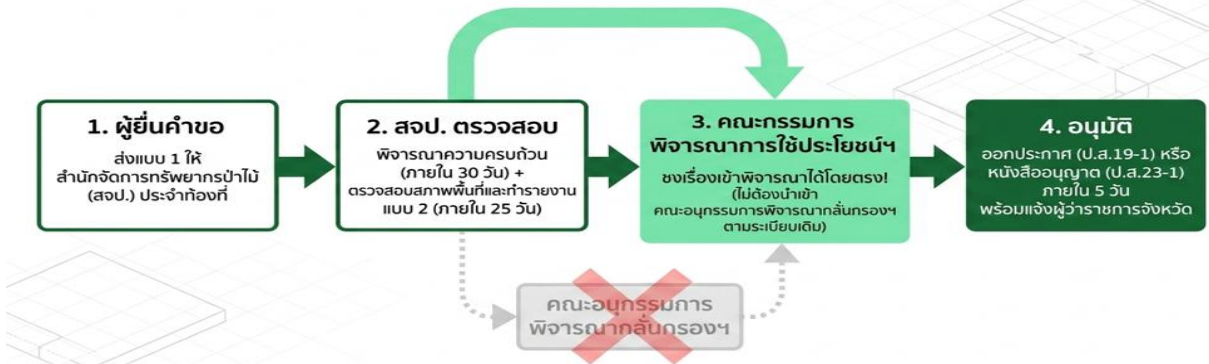 1. ผู้ยื่นคำขอ
ส่งแบบ 1 ให้
สำนักจัดการทรัพยากรป่าไม้
(สจป.) ประจำท้องที่
2. สจป. ตรวจสอบ
พิจารณาความครบถ้วน
(ภายใน 30 วัน) +
ตรวจสอบสภาพพื้นที่และทำรายงาน
แบบ 2 (ภายใน 25 วัน)
3. คณะกรรมการ
พิจารณาการใช้ประโยชน์ฯ
ชงเรื่องเข้าพิจารณาได้โดยตรง!
(ไม่ต้องนำเข้า
คณะอนุกรรมการพิจารณากลั่นกรองฯ
ตามระเบียบเดิม)
4. อนุมัติ
ออกประกาศ (ป.ส.19-1) หรือ
หนังสืออนุญาต (ป.ส.23-1)
ภายใน 5 วัน
พร้อมแจ้งผู้ว่าราชการจังหวัด
คณะอนุกรรมการ
พิจารณากลั่นกรองฯ